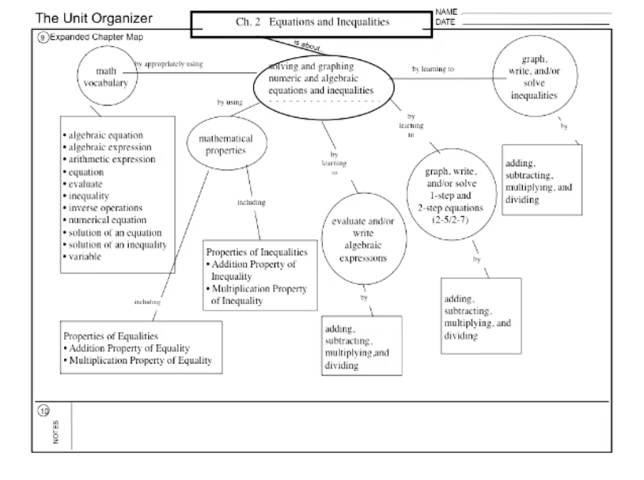 The Unit Organizer
Ch. 2 Equations and Inequalities
NAME
DATE
9 Expanded Chapter Map
is about...
math
vocabulary
by appropriately using
solving and graphing
numeric and algebraic
equations and inequalities
by learning to
graph,
write, and/or
solve
inequalities
by using
by
learning
to
by
mathematical
properties
by
learning
to
• algebraic equation
• algebraic expression
• arithmetic expression
• equation
• evaluate
• inequality
• inverse operations
• numerical equation
• solution of an equation
• solution of an inequality
• variable
including
graph, write,
and/or solve
1-step and
2-step equations
(2-5/2-7)
adding,
subtracting,
multiplying, and
dividing
evaluate and/or
write
algebraic
expressions
Properties of Inequalities
• Addition Property of
Inequality
• Multiplication Property
of Inequality
by
including
by
adding,
subtracting,
multiplying, and
dividing
Properties of Equalities
• Addition Property of Equality
• Multiplication Property of Equality
adding,
subtracting,
multiplying,and
dividing
10
NOTES